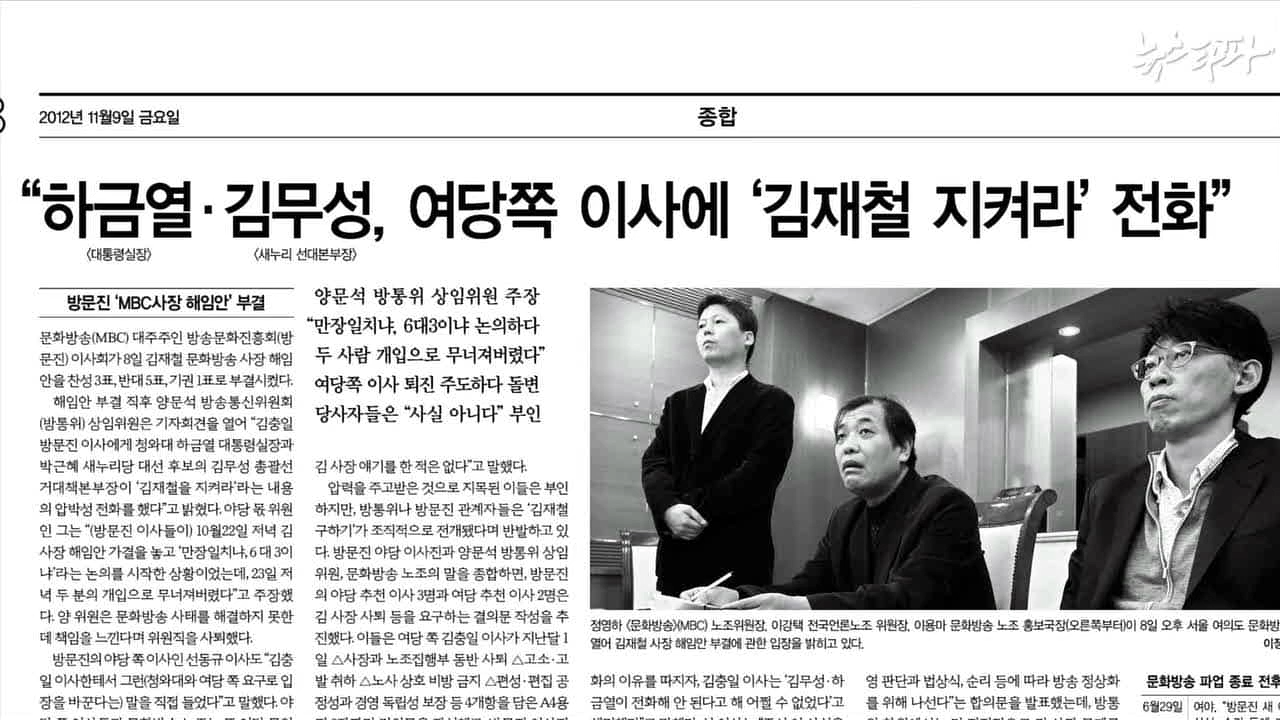 뉴스타파
2012년 11월9일 금요일
종합
“하금열·김무성, 여당쪽 이사에 ‘김재철 지켜라’ 전화”
〈대통령실장〉
〈새누리 선대본부장〉
방문진 ‘MBC사장 해임안’ 부결
문화방송(MBC) 대주주인 방송문화진흥회(방
문진) 이사회가 8일 김재철 문화방송 사장 해임
안을 찬성 3표, 반대 5표, 기권 1표로 부결시켰다.
해임안 부결 직후 양문석 방송통신위원회
(방통위) 상임위원은 기자회견을 열어 “김충일
방문진 이사에게 청와대 하금열 대통령실장과
박근혜 새누리당 대선 후보의 김무성 총괄선
거대책본부장이 ‘김재철을 지켜라’라는 내용
의 압박성 전화를 했다”고 밝혔다. 야당 몫 위원
인 그는 “(방문진 이사들이) 10월22일 저녁 김
사장 해임안 가결을 놓고 ‘만장일치냐, 6 대 3이
냐’라는 논의를 시작한 상황이었는데, 23일 저
녁 두 분의 개입으로 무너져버렸다”고 주장했
다. 양 위원은 문화방송 사태를 해결하지 못한
데 책임을 느낀다며 위원직을 사퇴했다.
방문진의 야당 쪽 이사인 선동규 이사도 “김충
일 이사한테서 그런(청와대와 여당 쪽 요구로 입
장을 바꾼다는) 말을 직접 들었다”고 말했다. 야
양문석 방통위 상임위원 주장
“만장일치냐, 6대3이냐 논의하다
두 사람 개입으로 무너져버렸다”
여당쪽 이사 퇴진 주도하다 돌변
당사자들은 “사실 아니다” 부인
김 사장 얘기를 한 적은 없다”고 말했다.
압력을 주고받은 것으로 지목된 이들은 부인
하지만, 방통위나 방문진 관계자들은 ‘김재철
구하기’가 조직적으로 전개됐다며 반발하고 있
다. 방문진 야당 이사진과 양문석 방통위 상임
위원, 문화방송 노조의 말을 종합하면, 방문진
의 야당 추천 이사 3명과 여당 추천 이사 2명은
김 사장 사퇴 등을 요구하는 결의문 작성을 추
진했다. 이들은 여당 쪽 김충일 이사가 지난달 1
일 △사장과 노조집행부 동반 사퇴 △고소·고
발 취하 △노사 상호 비방 금지 △편성·편집 공
정성과 경영 독립성 보장 등 4개항을 담은 A4용
정영하 〈문화방송〉(MBC) 노조위원장, 이강택 전국언론노조 위원장, 이용마 문화방송 노조 홍보국장(오른쪽부터)이 8일 오후 서울 여의도 문화방
열어 김재철 사장 해임안 부결에 관한 입장을 밝히고 있다.
화의 이유를 따지자, 김충일 이사는 ‘김무성·하
금열이 전화해 안 된다고 해 어쩔 수 없었다’고
영 판단과 법상식, 순리 등에 따라 방송 정상화
를 위해 나선다’는 합의문을 발표했는데, 방통
문화방송 파업 종료 전후
6월29일
여야, “방문진 새